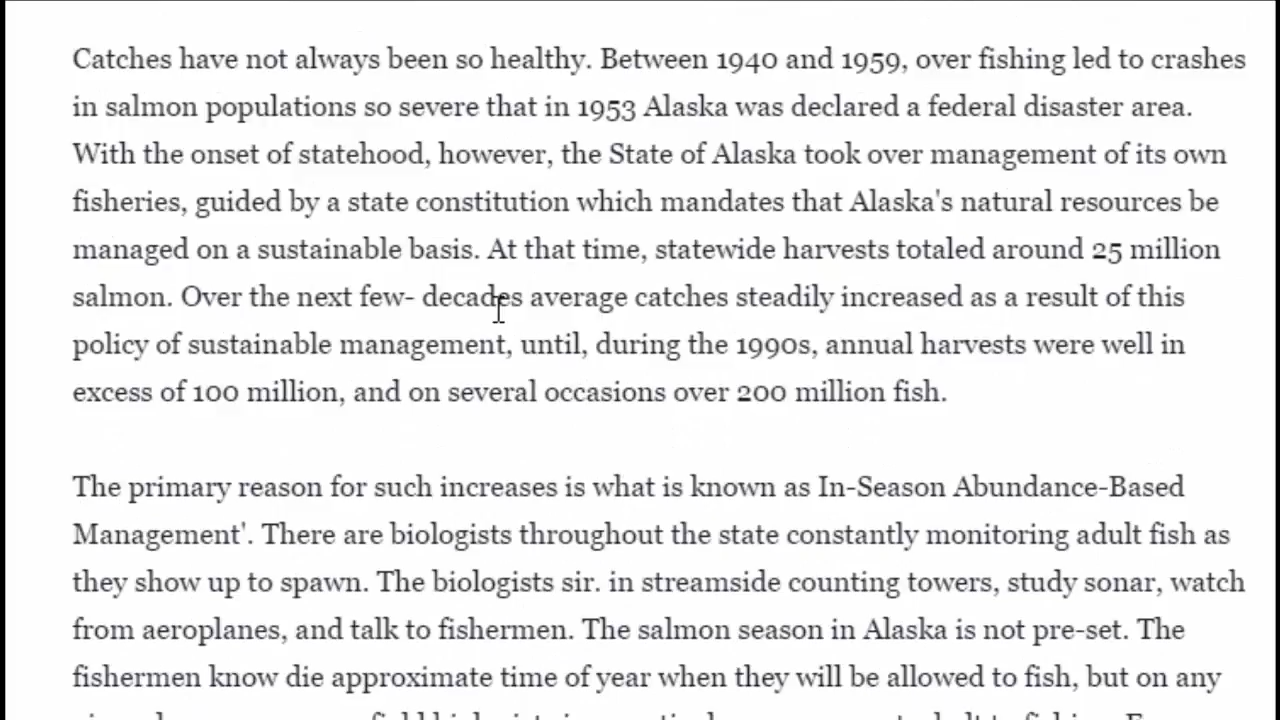 Catches have not always been so healthy. Between 1940 and 1959, over fishing led to crashes
in salmon populations so severe that in 1953 Alaska was declared a federal disaster area.
With the onset of statehood, however, the State of Alaska took over management of its own
fisheries, guided by a state constitution which mandates that Alaska's natural resources be
managed on a sustainable basis. At that time, statewide harvests totaled around 25 million
salmon. Over the next few- decades average catches steadily increased as a result of this
policy of sustainable management, until, during the 1990s, annual harvests were well in
excess of 100 million, and on several occasions over 200 million fish.
The primary reason for such increases is what is known as In-Season Abundance-Based
Management'. There are biologists throughout the state constantly monitoring adult fish as
they show up to spawn. The biologists sir. in streamside counting towers, study sonar, watch
from aeroplanes, and talk to fishermen. The salmon season in Alaska is not pre-set. The
fishermen know die approximate time of year when they will be allowed to fish, but on any